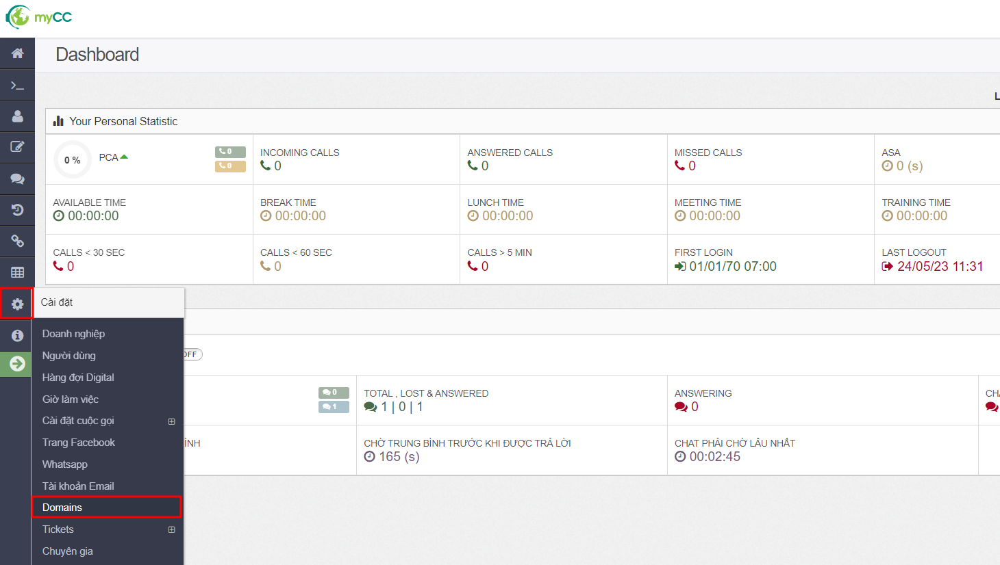 myCC
Dashboard
L
Your Personal Statistic
0 %
PCA
0
0
INCOMING CALLS
0
ANSWERED CALLS
0
MISSED CALLS
0
ASA
0 (s)
AVAILABLE TIME
00:00:00
BREAK TIME
00:00:00
LUNCH TIME
00:00:00
MEETING TIME
00:00:00
TRAINING TIME
00:00:00
CALLS < 30 SEC
0
CALLS < 60 SEC
0
CALLS > 5 MIN
0
FIRST LOGIN
01/01/70 07:00
LAST LOGOUT
24/05/23 11:31
Cài đặt
Doanh nghiệp
Người dùng
Hàng đợi Digital
Giờ làm việc
Cài đặt cuộc gọi
Trang Facebook
Whatsapp
Tài khoản Email
Domains
Tickets
Chuyên gia
OFF
0
1
TOTAL , LOST & ANSWERED
1 | 0 | 1
ANSWERING
0
CHA
ÌNH
CHỜ TRUNG BÌNH TRƯỚC KHI ĐƯỢC TRẢ LỜI
165 (s)
CHAT PHẢI CHỜ LÂU NHẤT
00:02:45